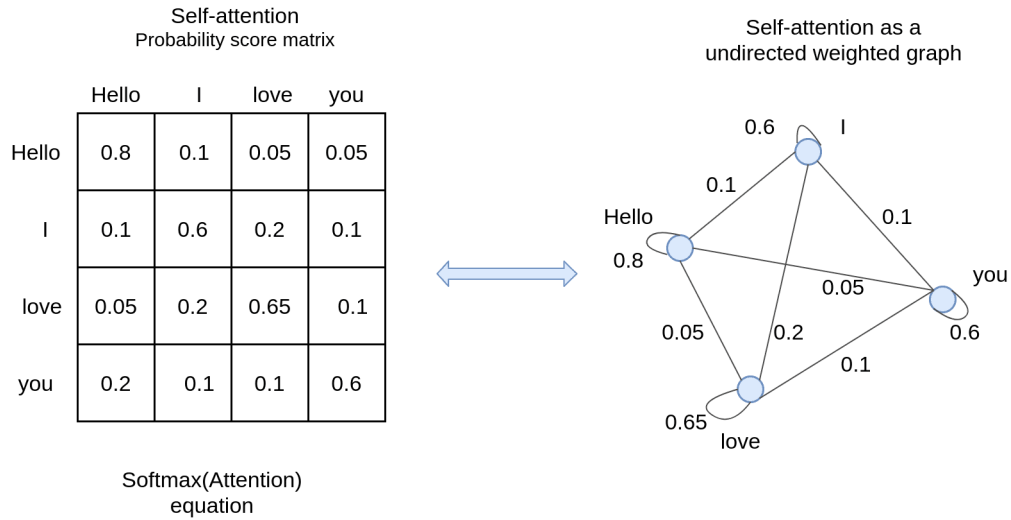 Self-attention
Probability score matrix
Hello I love you
Hello 0.8 0.1 0.05 0.05
I 0.1 0.6 0.2 0.1
love 0.05 0.2 0.65 0.1
you 0.2 0.1 0.1 0.6
Softmax(Attention)
equation
Self-attention as a
undirected weighted graph
0.6 I
0.1
0.1
Hello
0.8
you
0.05
0.6
0.05
0.2
0.1
0.65
love